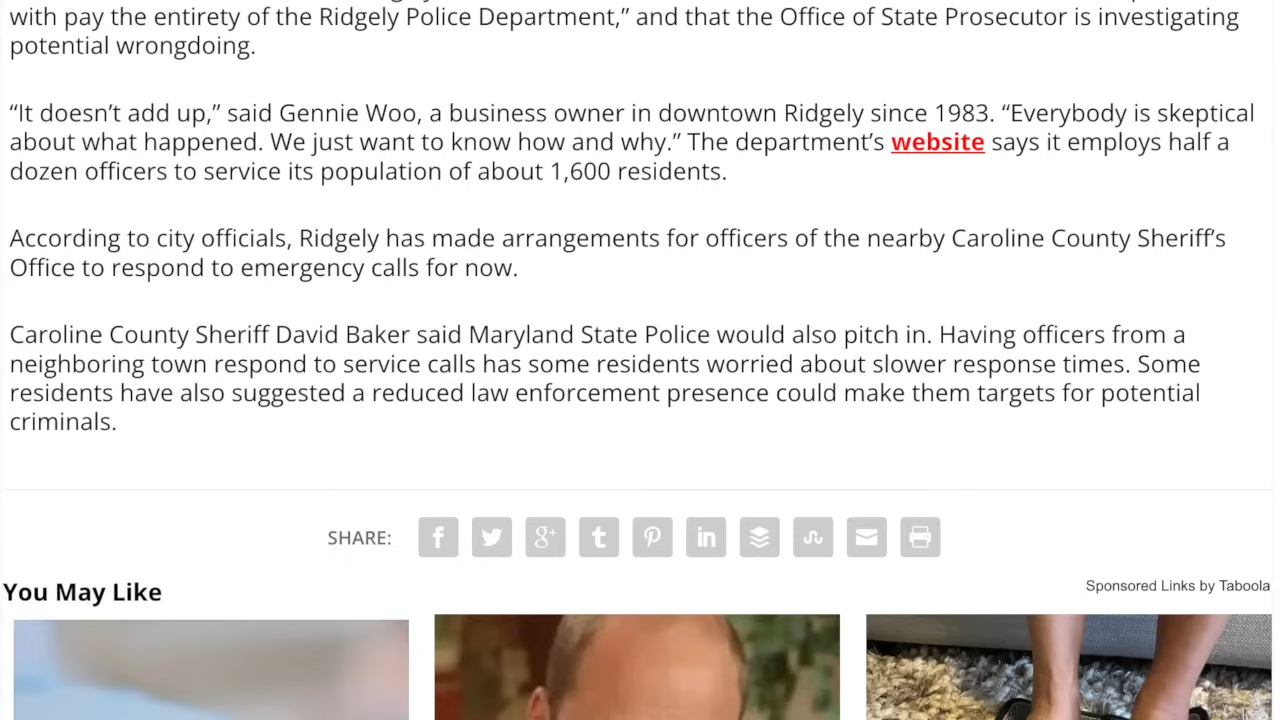 with pay the entirety of the Ridgely Police Department,” and that the Office of State Prosecutor is investigating
potential wrongdoing.
“It doesn’t add up,” said Gennie Woo, a business owner in downtown Ridgely since 1983. “Everybody is skeptical
about what happened. We just want to know how and why.” The department’s website says it employs half a
dozen officers to service its population of about 1,600 residents.
According to city officials, Ridgely has made arrangements for officers of the nearby Caroline County Sheriff’s
Office to respond to emergency calls for now.
Caroline County Sheriff David Baker said Maryland State Police would also pitch in. Having officers from a
neighboring town respond to service calls has some residents worried about slower response times. Some
residents have also suggested a reduced law enforcement presence could make them targets for potential
criminals.
SHARE:
You May Like
Sponsored Links by Taboola